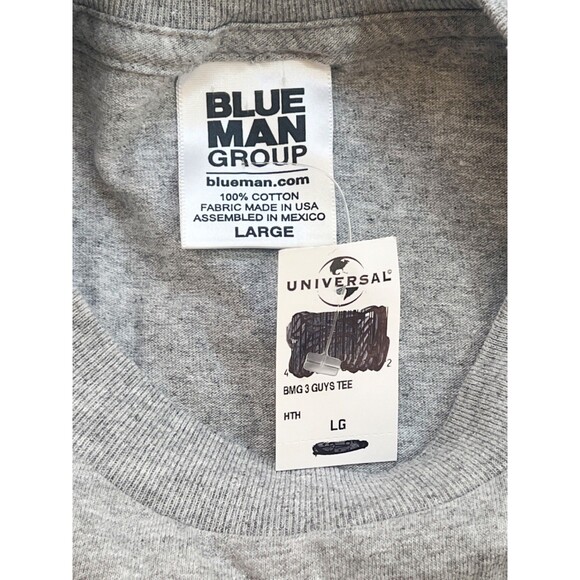 BLUE
MAN
GROUP
blueman.com
100% COTTON
FABRIC MADE IN USA
ASSEMBLED IN MEXICO
LARGE
UNIVERSAL®
4 2
BMG 3 GUYS TEE
HTH
LG